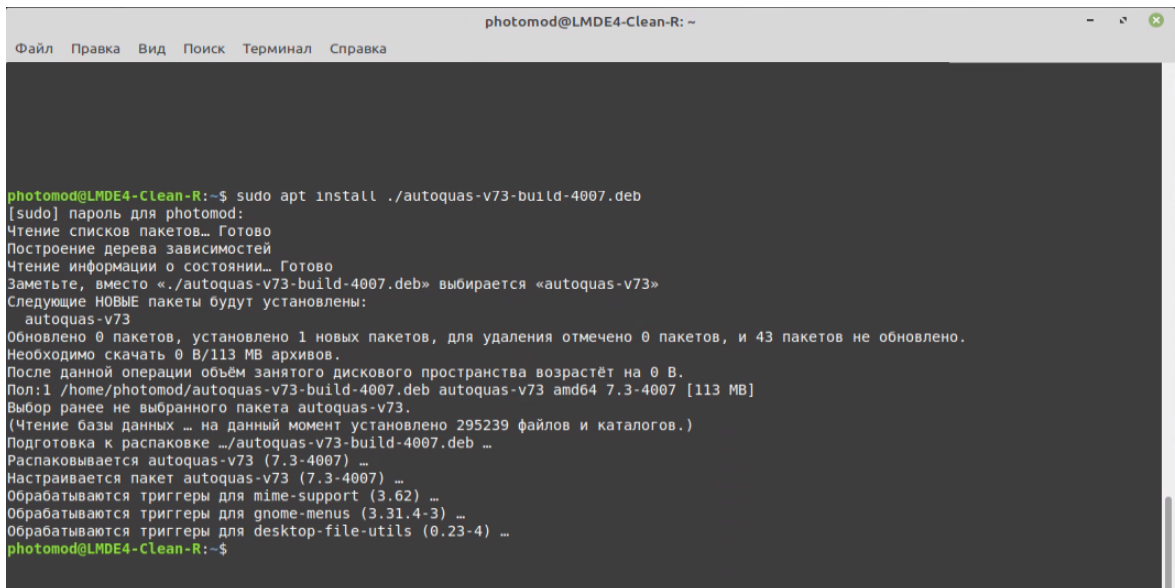 photomod@LMDE4-Clean-R: ~
Файл Правка Вид Поиск Терминал Справка
photomod@LMDE4-Clean-R:~$ sudo apt install ./autoquas-v73-build-4007.deb
[sudo] пароль для photomod:
Чтение списков пакетов… Готово
Построение дерева зависимостей
Чтение информации о состоянии… Готово
Заметьте, вместо «./autoquas-v73-build-4007.deb» выбирается «autoquas-v73»
Следующие НОВЫЕ пакеты будут установлены:
autoquas-v73
Обновлено 0 пакетов, установлено 1 новых пакетов, для удаления отмечено 0 пакетов, и 43 пакетов не обновлено.
Необходимо скачать 0 B/113 MB архивов.
После данной операции объём занятого дискового пространства возрастёт на 0 B.
Пол:1 /home/photomod/autoquas-v73-build-4007.deb autoquas-v73 amd64 7.3-4007 [113 MB]
Выбор ранее не выбранного пакета autoquas-v73.
(Чтение базы данных … на данный момент установлено 295239 файлов и каталогов.)
Подготовка к распаковке …/autoquas-v73-build-4007.deb …
Распаковывается autoquas-v73 (7.3-4007) …
Настраивается пакет autoquas-v73 (7.3-4007) …
Обрабатываются триггеры для mime-support (3.62) …
Обрабатываются триггеры для gnome-menus (3.31.4-3) …
Обрабатываются триггеры для desktop-file-utils (0.23-4) …
photomod@LMDE4-Clean-R:~$